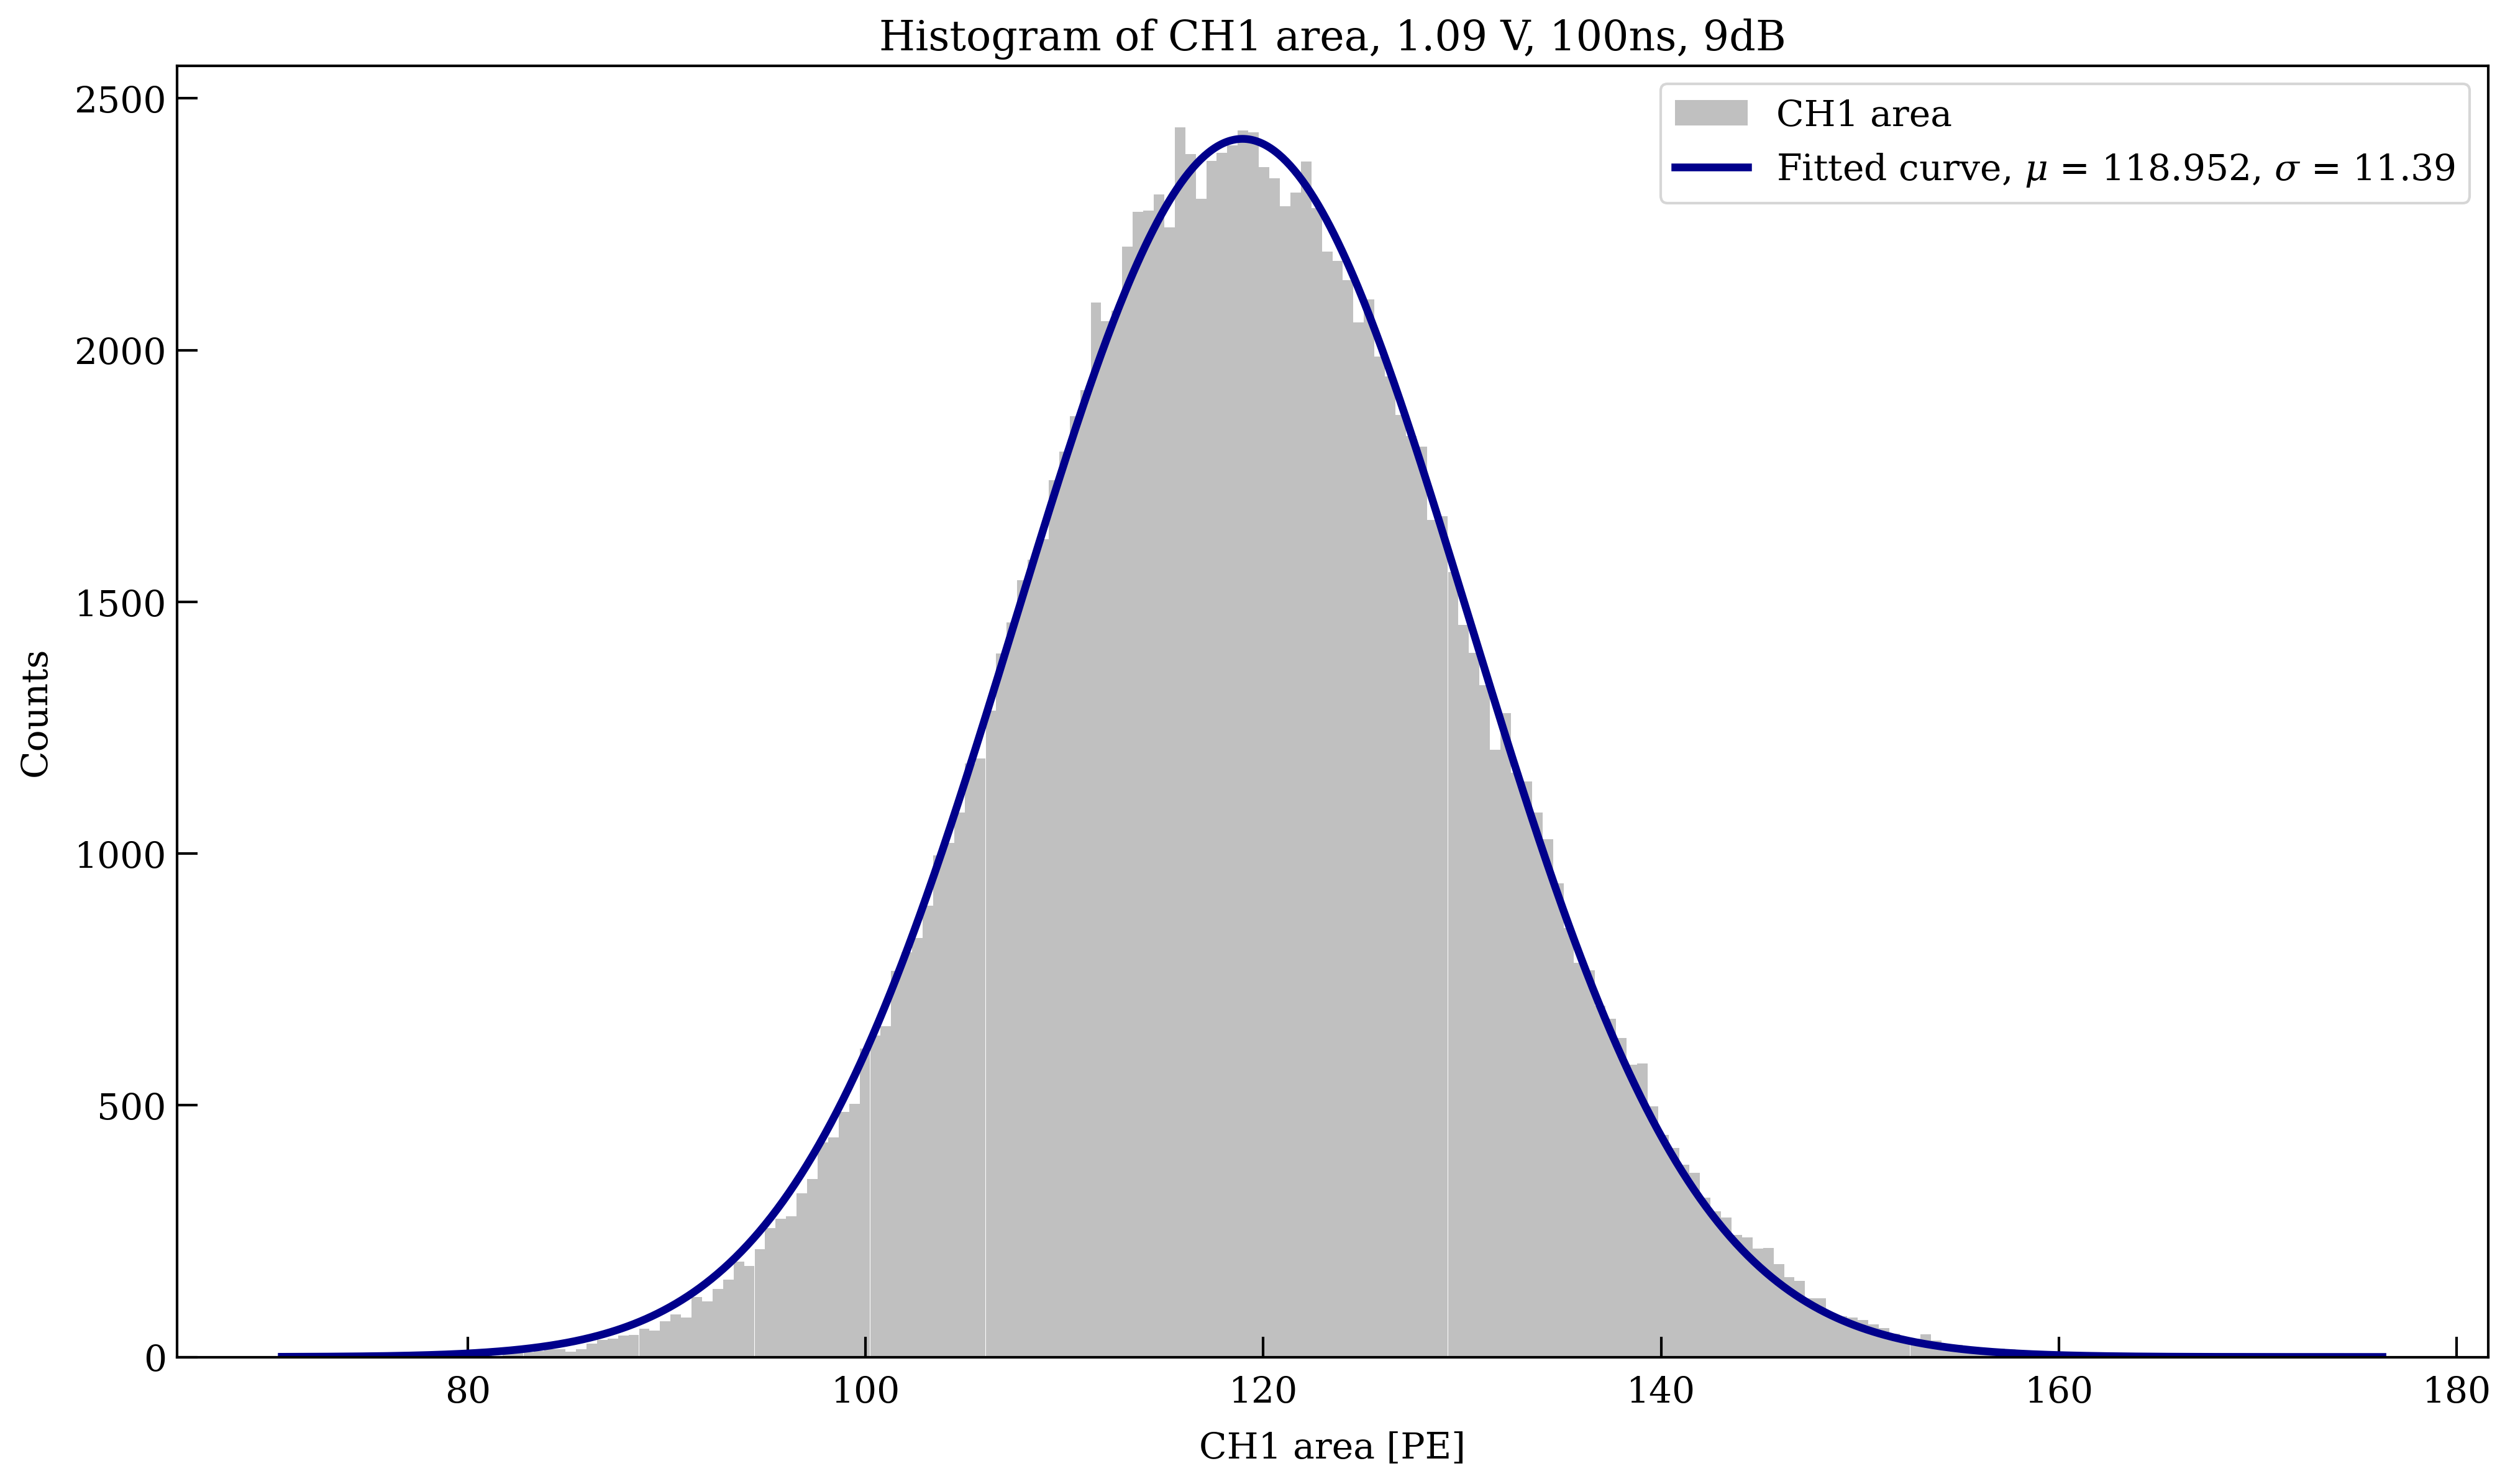 Histogram of CH1 area, 1.09 V, 100ns, 9dB
CH1 area
Fitted curve, μ = 118.952, σ = 11.39
2500
2000
1500
1000
500
0
Counts
80 100 120 140 160 180
CH1 area [PE]